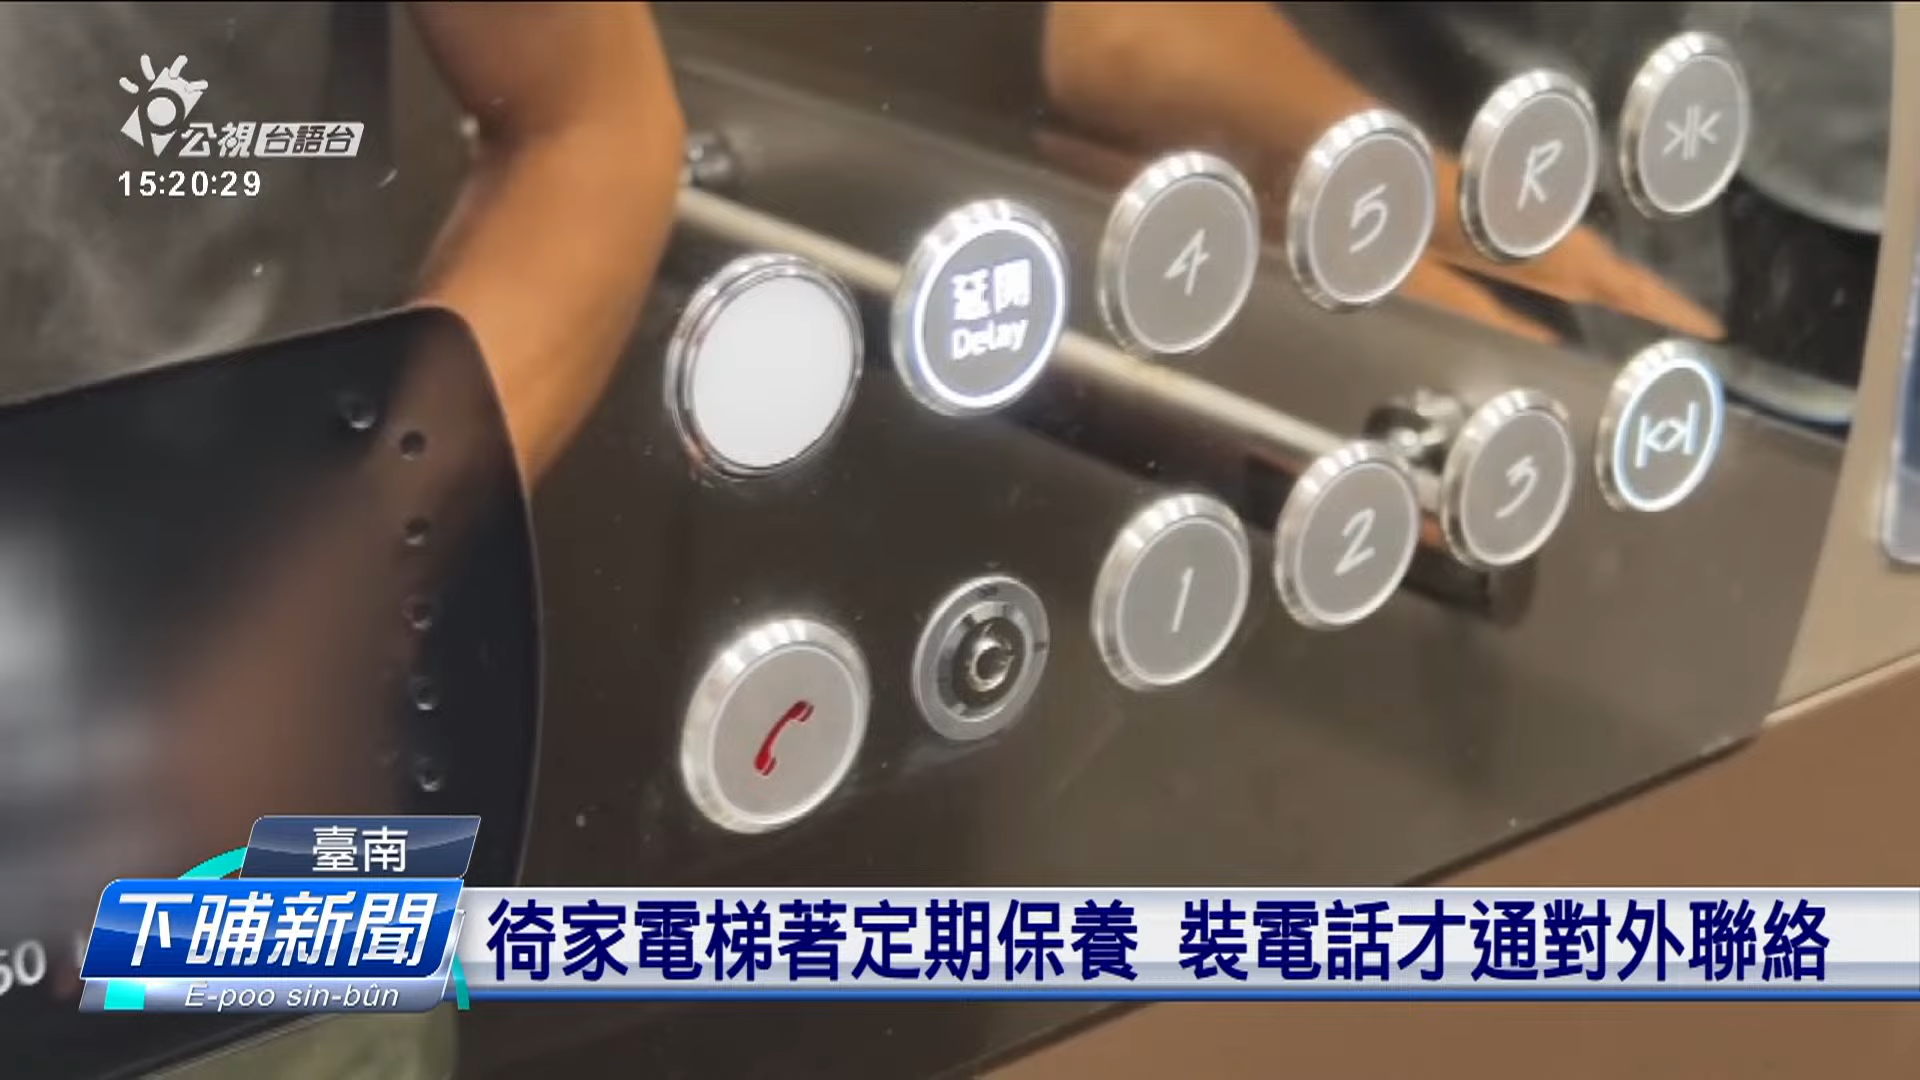 公視台語台
15:20:29
延開
Delay
4
5
R
1
2
3
臺南
下晡新聞
Ē-poo sin-bûn
徛家電梯著定期保養 裝電話才通對外聯絡
50